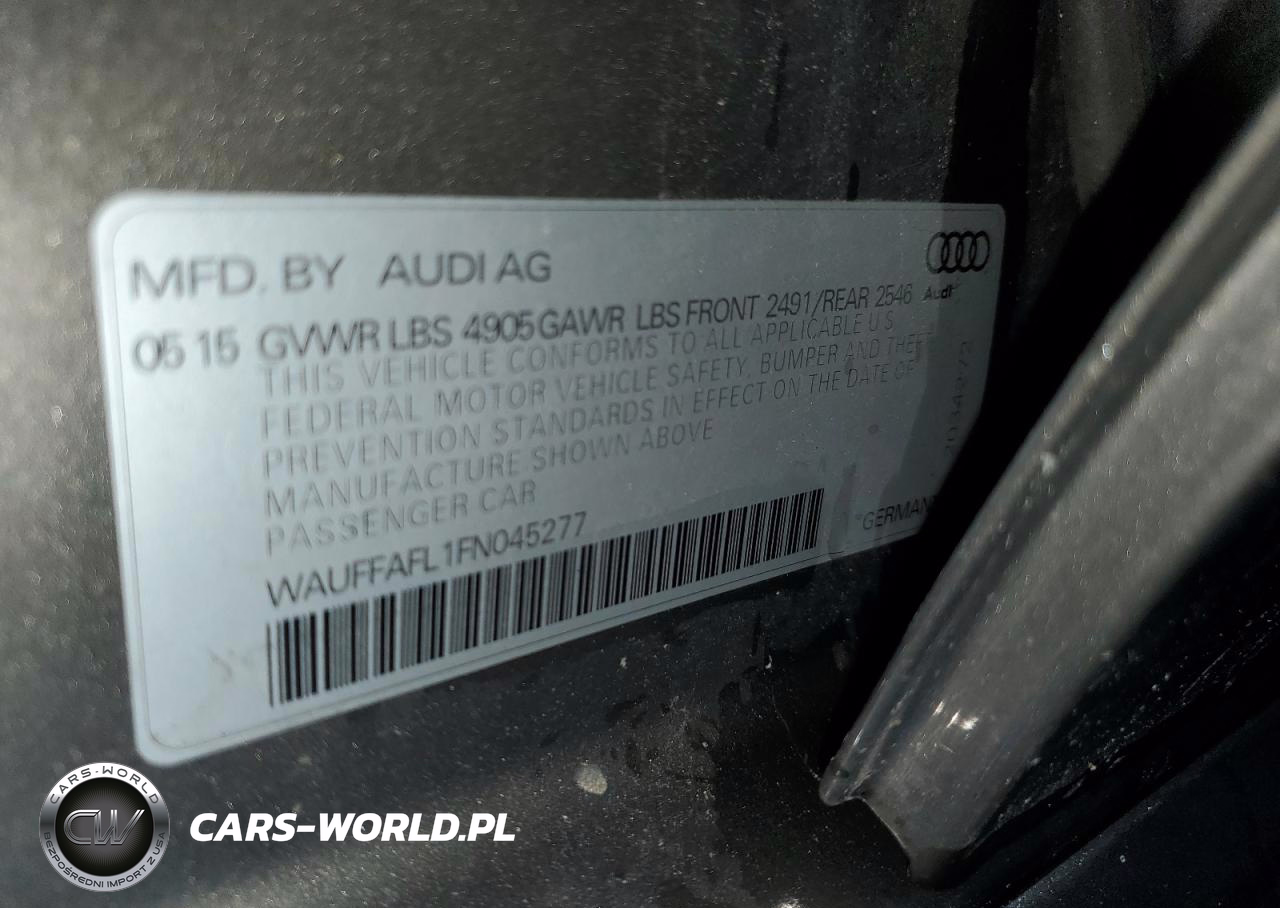 MFD. BY AUDI AG
Audi
05 15 GVWR LBS 4905 GAWR LBS FRONT 2491/REAR 2546
THIS VEHICLE CONFORMS TO ALL APPLICABLE U S
FEDERAL MOTOR VEHICLE SAFETY, BUMPER AND THEFT
PREVENTION STANDARDS IN EFFECT ON THE DATE OF
MANUFACTURE SHOWN ABOVE
PASSENGER CAR
WAUFFAFL1FN045277
GERMAN
CARS-WORLD
CW
BEZPOŚREDNI IMPORT Z USA
CARS-WORLD.PL